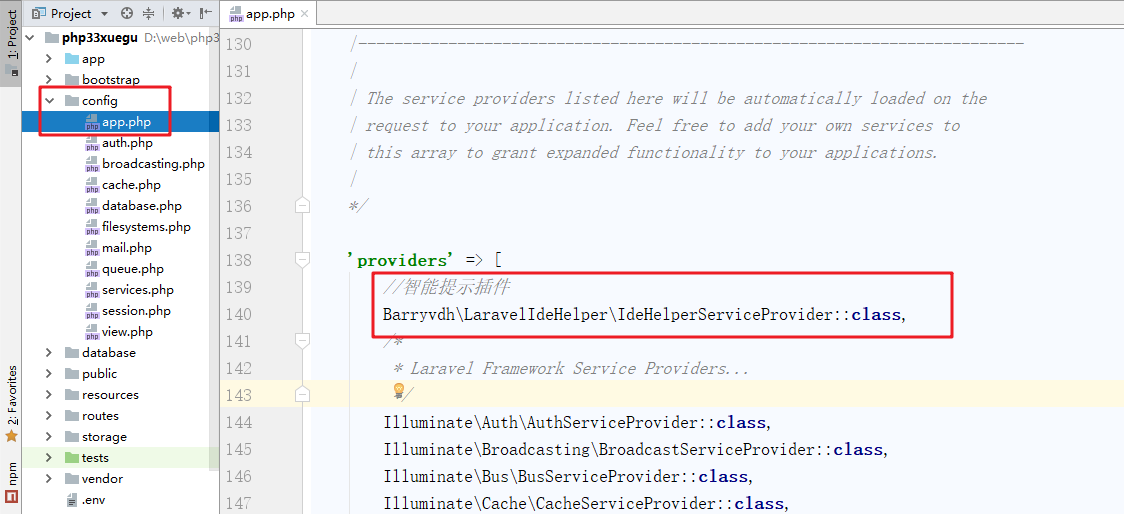 1: Project
2: Favorites
npm
Project
php33xuegu D:\web\php3
app
bootstrap
config
app.php
auth.php
broadcasting.php
cache.php
database.php
filesystems.php
mail.php
queue.php
services.php
session.php
view.php
database
public
resources
routes
storage
tests
vendor
.env
app.php
130 /--------------------------------------------------------------------------
131 /
132 / The service providers listed here will be automatically loaded on the
133 / request to your application. Feel free to add your own services to
134 / this array to grant expanded functionality to your applications.
135 /
136 */
137
138 'providers' => [
139 //智能提示插件
140 Barryvdh\LaravelIdeHelper\IdeHelperServiceProvider::class,
141 /*
142 * Laravel Framework Service Providers...
143 */
144 Illuminate\Auth\AuthServiceProvider::class,
145 Illuminate\Broadcasting\BroadcastServiceProvider::class,
146 Illuminate\Bus\BusServiceProvider::class,
147 Illuminate\Cache\CacheServiceProvider::class,